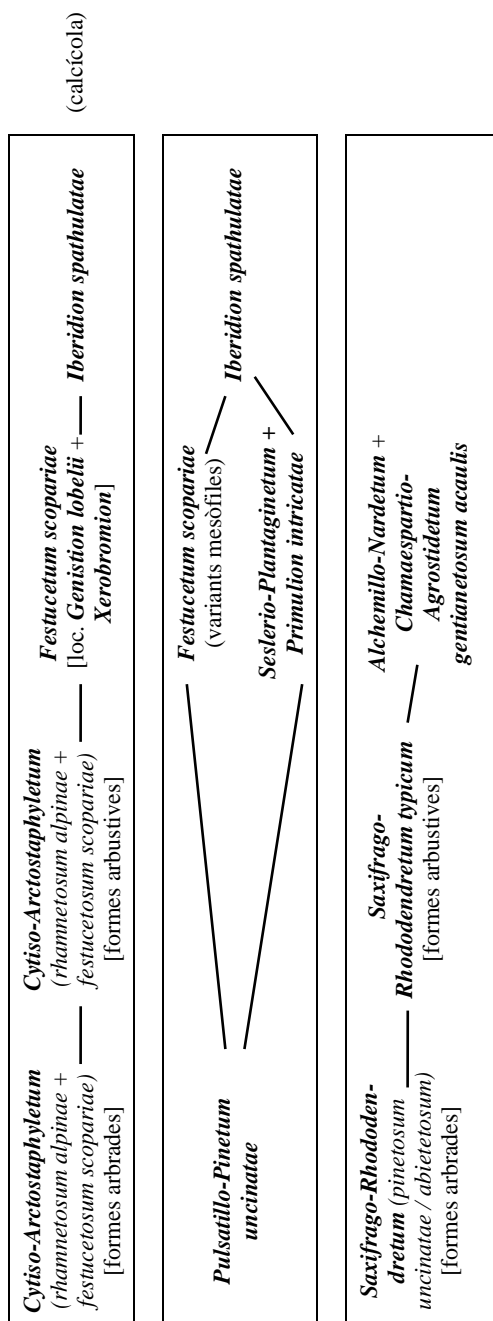 (calcícola)
Cytiso-Arctostaphyletum
(rhamnetosum alpinae +
festucetosum scopariae)
[formes arbrades]
Cytiso-Arctostaphyletum
(rhamnetosum alpinae +
festucetosum scopariae)
[formes arbustives]
Festucetum scopariae
[loc. Genistion lobelii +
Xerobromion]
Iberidion spathulatae
Pulsatillo-Pinetum
uncinatae
Festucetum scopariae
(variants mesòfiles)
Seslerio-Plantaginetum +
Primulion intricatae
Iberidion spathulatae
Saxifrago-Rhododen-
dretum (pinetosum
uncinatae / abietetosum)
[formes arbrades]
Saxifrago-
Rhododendretum typicum
[formes arbustives]
Alchemillo-Nardetum +
Chamaespartio-
Agrostidetum
gentianetosum acaulis